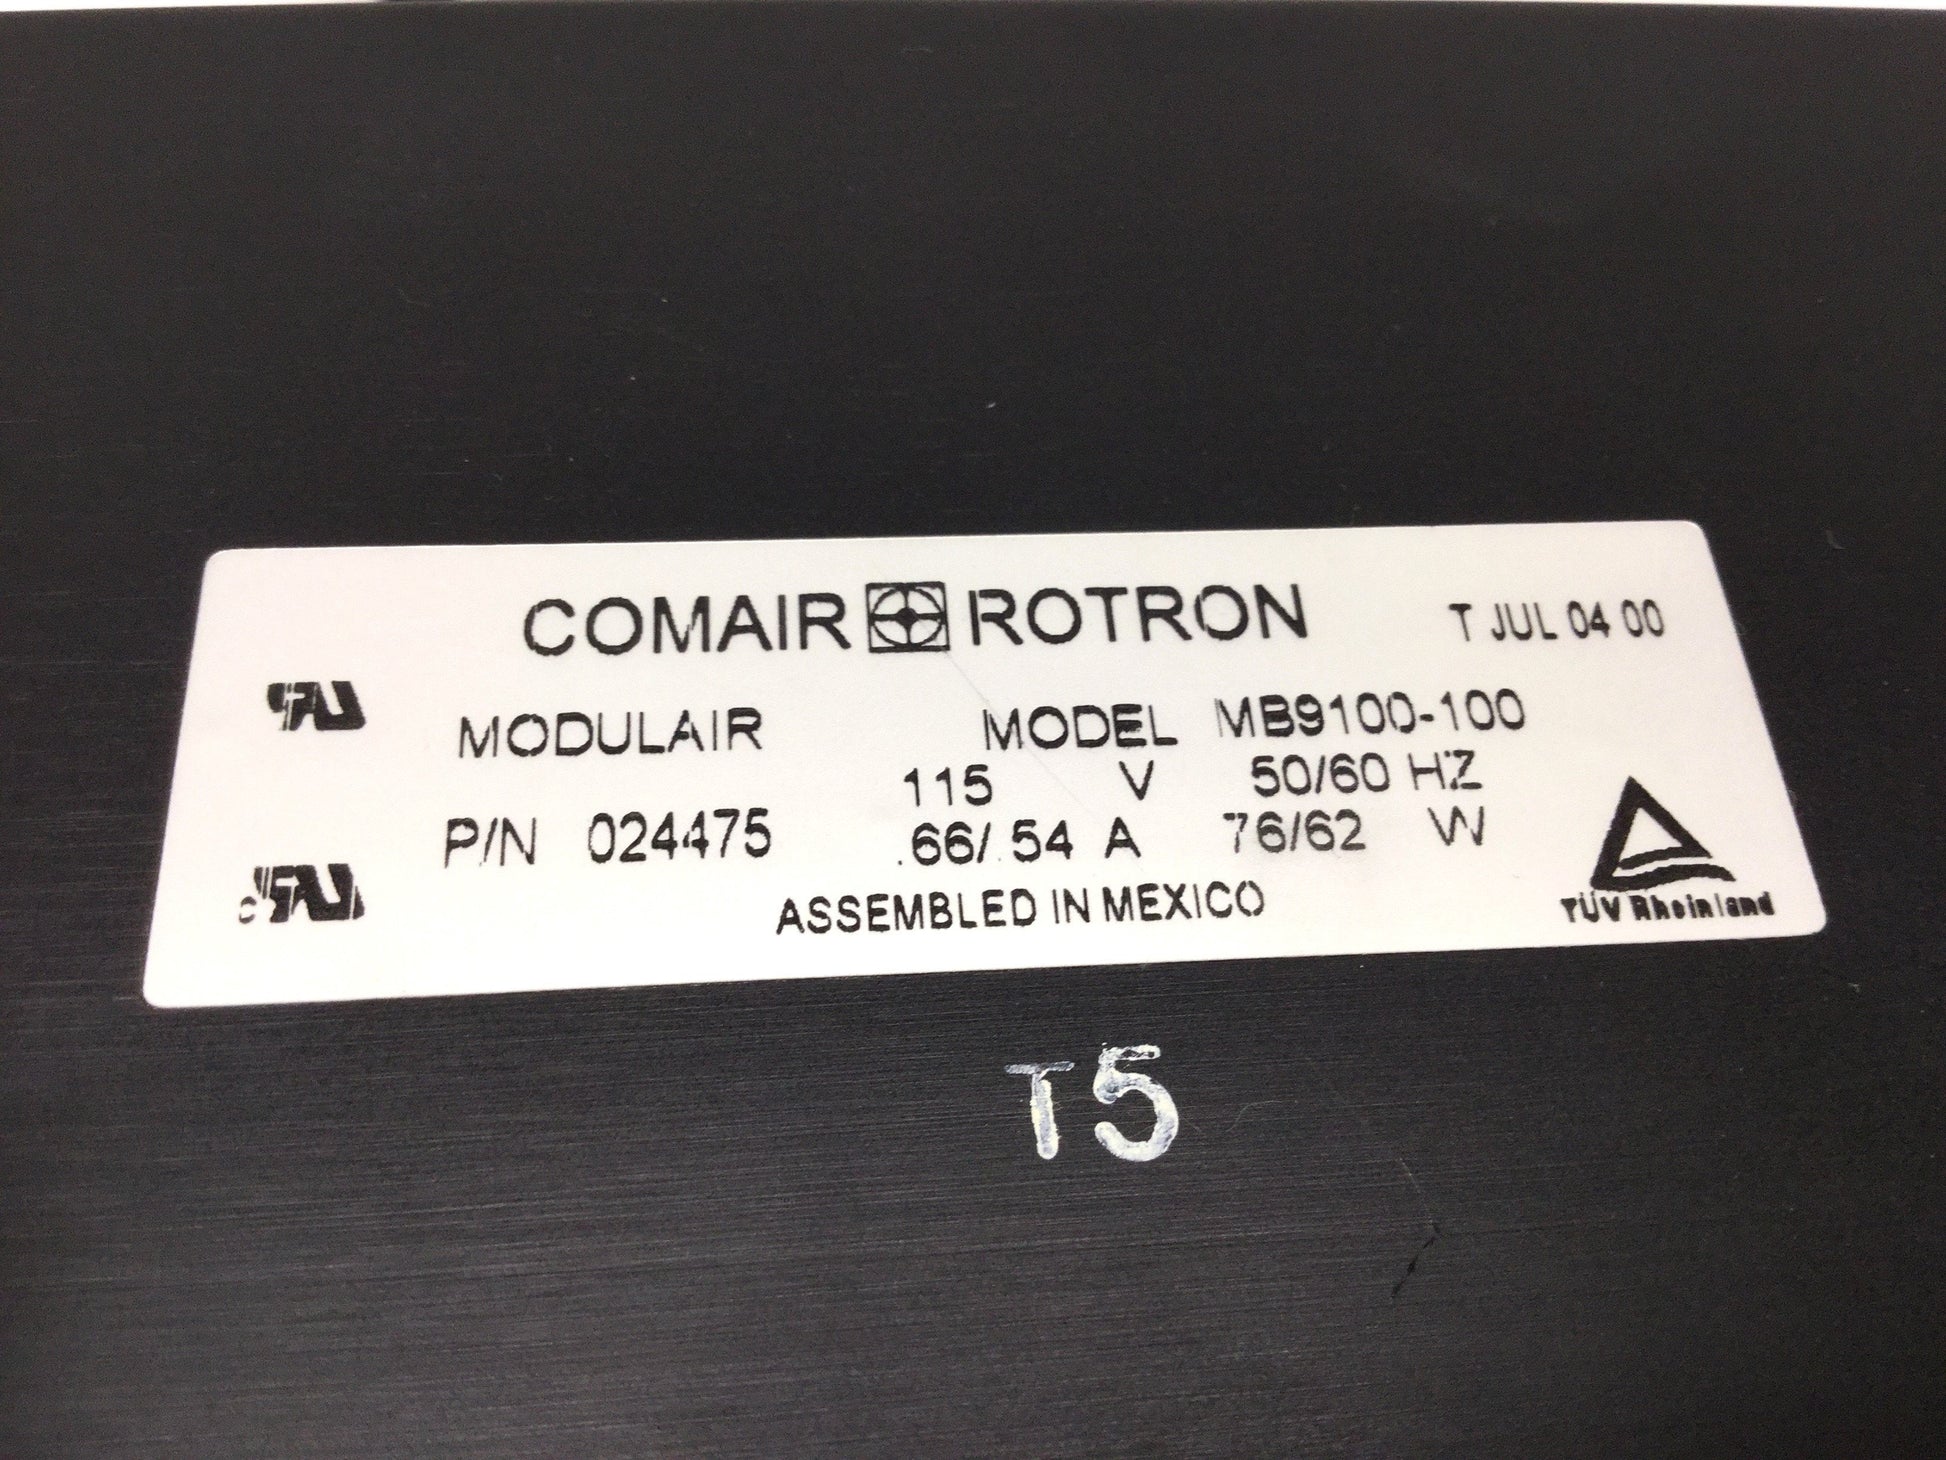 COMAIR ROTRON T JUL 04 00
MODULAIR MODEL MB9100-100
115 V 50/60 HZ
P/N 024475 .66/.54 A 76/62 W
ASSEMBLED IN MEXICO
TÜV Rheinland
T5